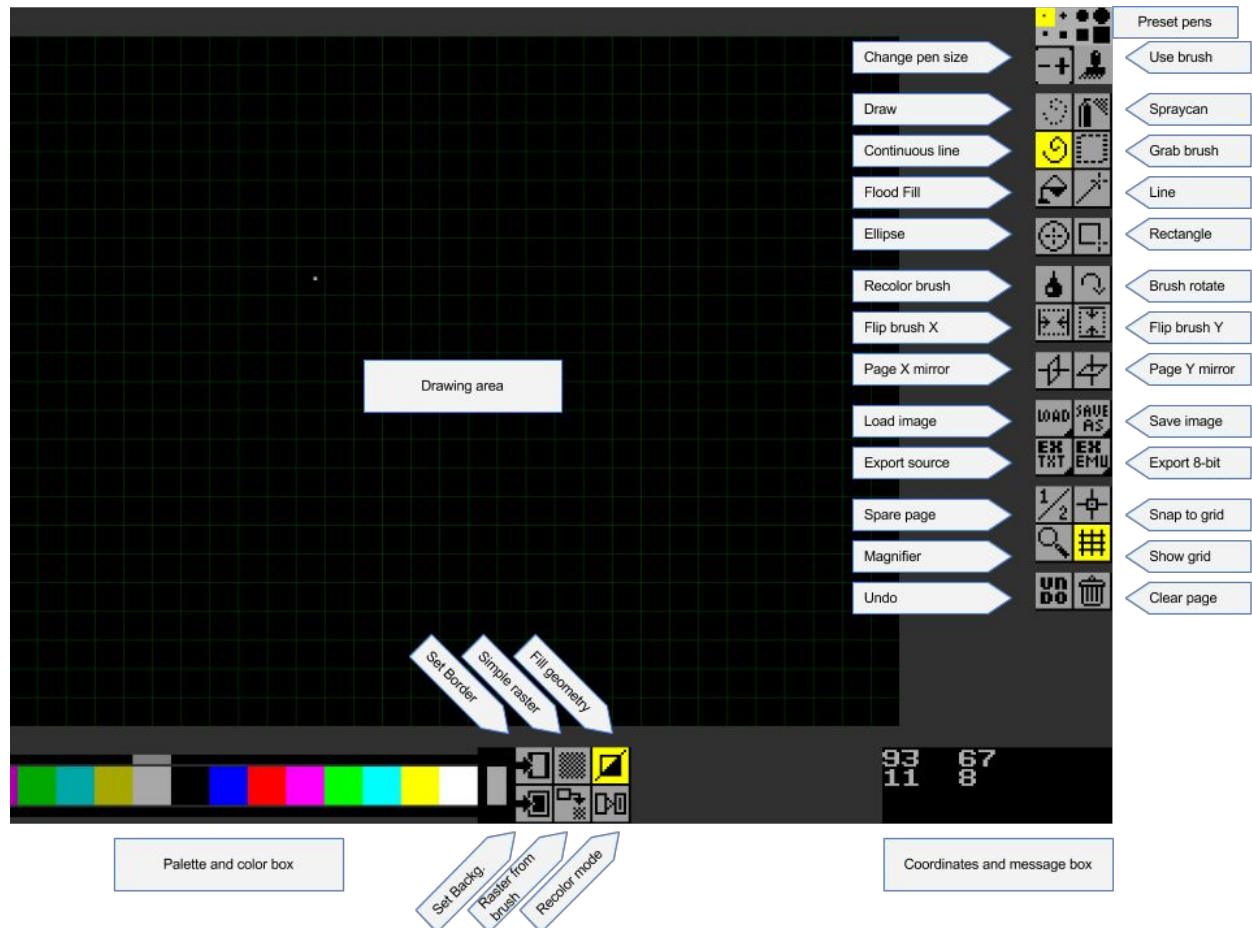 Preset pens
Change pen size
Use brush
Draw
Spraycan
Continuous line
Grab brush
Flood Fill
Line
Ellipse
Rectangle
Recolor brush
Brush rotate
Flip brush X
Flip brush Y
Page X mirror
Page Y mirror
Drawing area
Load image
LOAD
SAVE
AS
Save image
Export source
EX
TXT
EX
EMU
Export 8-bit
Spare page
1/2
Snap to grid
Magnifier
Show grid
Undo
UN
DO
Clear page
Set Border
Simple raster
Fill geometry
93 67
11 8
Palette and color box
Set Backg.
Raster from
brush
Recolor mode
Coordinates and message box